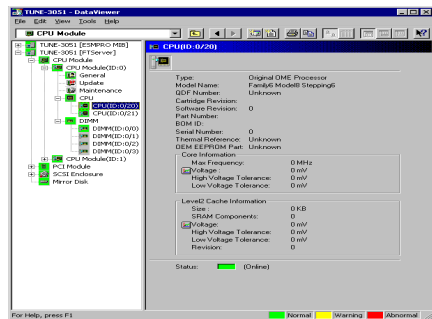 TUNE-3051 - DataViewer
File Edit View Tools Help
CPU Module
TUNE-3051 [ESMPRO MIB]
TUNE-3051 [FTServer]
CPU Module
CPU Module(ID:0)
General
Update
Maintenance
CPU
CPU(ID:0/20)
CPU(ID:0/21)
DIMM
DIMM(ID:0/0)
DIMM(ID:0/1)
DIMM(ID:0/2)
DIMM(ID:0/3)
CPU Module(ID:1)
PCI Module
SCSI Enclosure
Mirror Disk
CPU(ID:0/20)
Type: Original OME Processor
Model Name: Family6 Model8 Stepping6
QDF Number: Unknown
Cartridge Revision:
Software Revision: 0
Part Number:
BOM ID:
Serial Number: 0
Thermal Reference: Unknown
OEM EEPROM Part: Unknown
Core Information
Max Frequency: 0 MHz
Voltage: 0 mV
High Voltage Tolerance: 0 mV
Low Voltage Tolerance: 0 mV
Level2 Cache Information
Size : 0 KB
SRAM Components: 0
Voltage: 0 mV
High Voltage Tolerance: 0 mV
Low Voltage Tolerance: 0 mV
Revision: 0
Status: (Online)
For Help, press F1
Normal Warning Abnormal